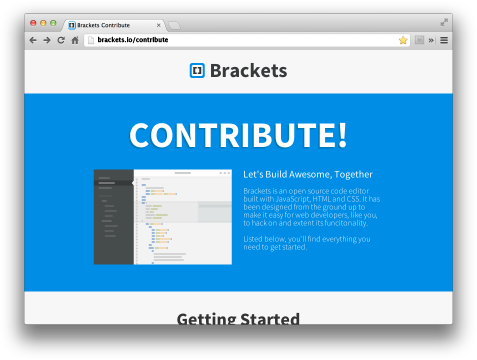 Brackets Contribute
brackets.io/contribute
Brackets
CONTRIBUTE!
Let's Build Awesome, Together
Brackets is an open source code editor
built with JavaScript, HTML and CSS. It has
been designed from the ground up to
make it easy for web developers, like you,
to hack on and extent its funcitonality.
Listed below, you'll find everything you
need to get started.
Getting Started